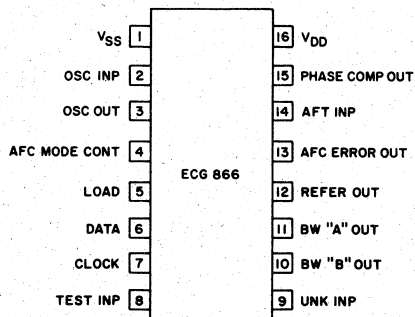 VSS 1
16 VDD
OSC INP 2
15 PHASE COMP OUT
OSC OUT 3
14 AFT INP
AFC MODE CONT 4
13 AFC ERROR OUT
ECG 866
LOAD 5
12 REFER OUT
DATA 6
11 BW "A" OUT
CLOCK 7
10 BW "B" OUT
TEST INP 8
9 UNK INP